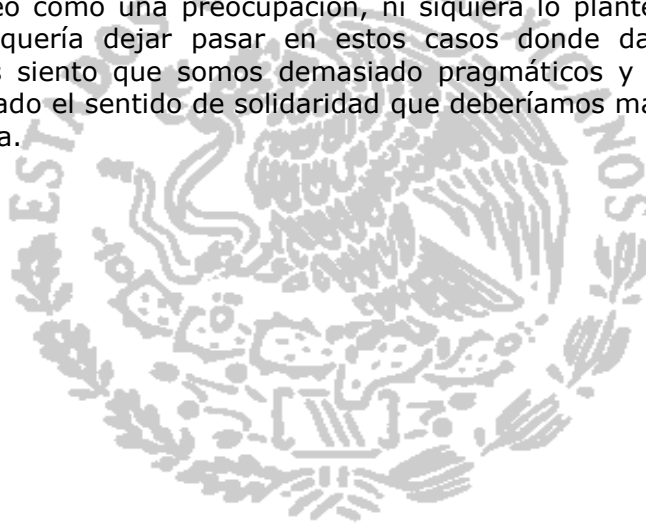 eo como una preocupación, ni siquiera lo plante
quería dejar pasar en estos casos donde da
siento que somos demasiado pragmáticos y
ado el sentido de solidaridad que deberíamos ma
a.
ESTADOS